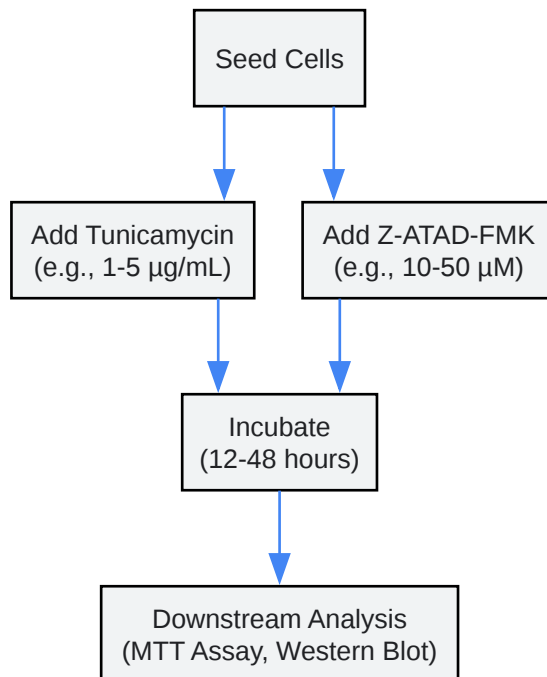 Seed Cells
Add Tunicamycin
(e.g., 1-5 µg/mL)
Add Z-ATAD-FMK
(e.g., 10-50 µM)
Incubate
(12-48 hours)
Downstream Analysis
(MTT Assay, Western Blot)